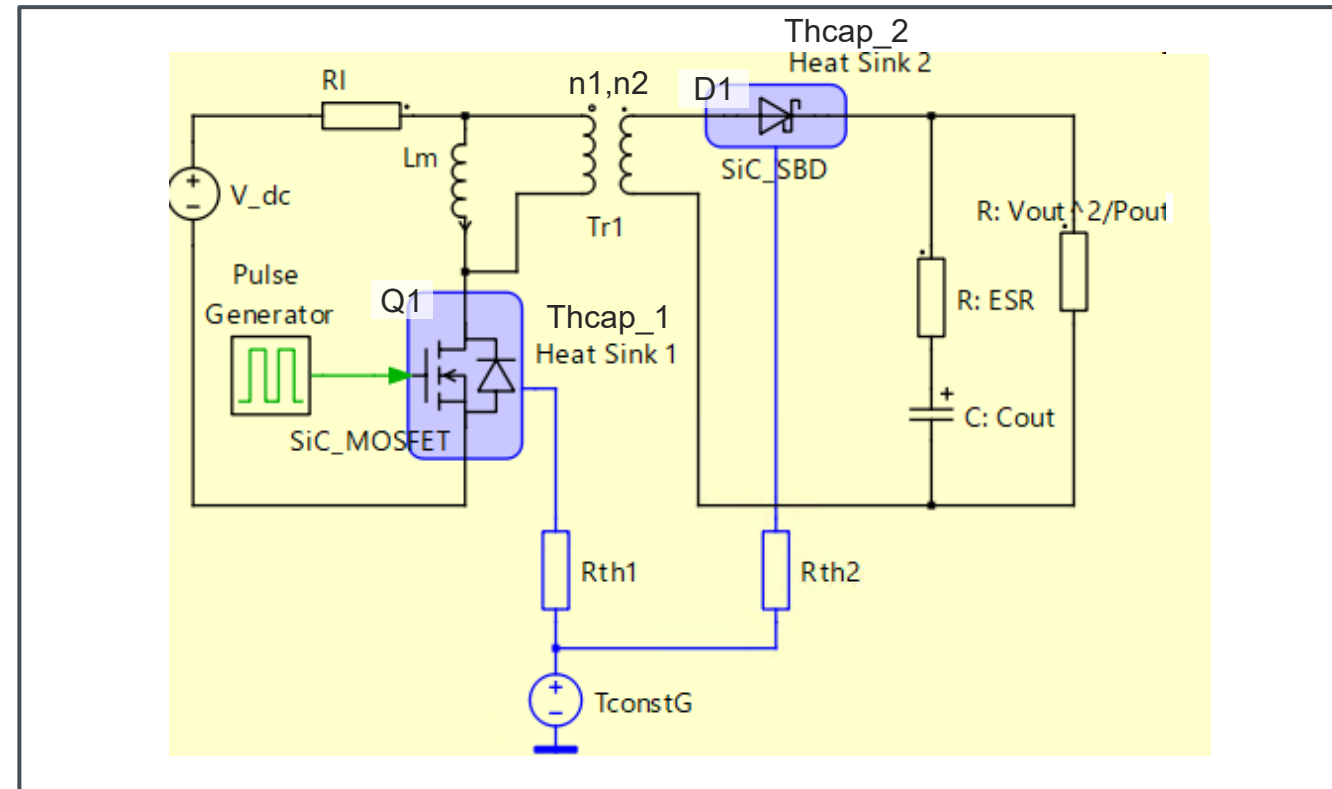 Thcap_2
Heat Sink 2
RI
n1,n2
D1
Lm
SiC_SBD
V_dc
R: Vout^2/Pout
Tr1
Pulse
Generator
Q1
Thcap_1
Heat Sink 1
R: ESR
C: Cout
SiC_MOSFET
Rth1
Rth2
TconstG